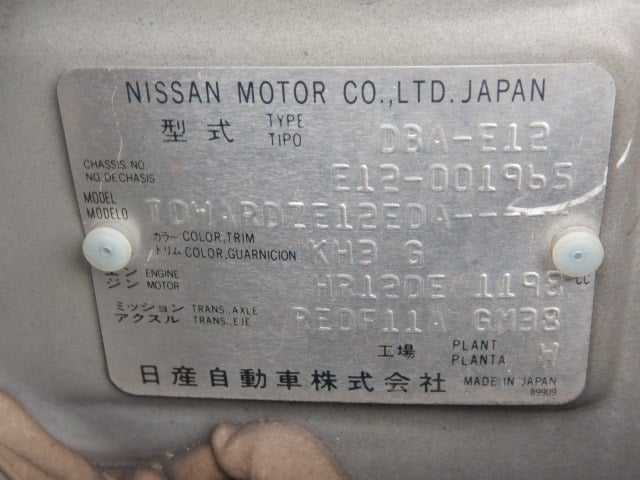 NISSAN MOTOR CO.,LTD. JAPAN
型式 TYPE TIPO DBA-E12
CHASSIS NO. NO. DE CHASIS E12-001965
MODEL MODELO TDWARDZE12EDA-----
カラー COLOR,TRIM トリム COLOR,GUARNICION KH3 G
エンジン ENGINE MOTOR HR12DE 1198 CC
ミッション TRANS.,AXLE アクスル TRANS.,EJE RE0F11A GM38
工場 PLANT PLANTA W
日産自動車株式会社 MADE IN JAPAN
89909